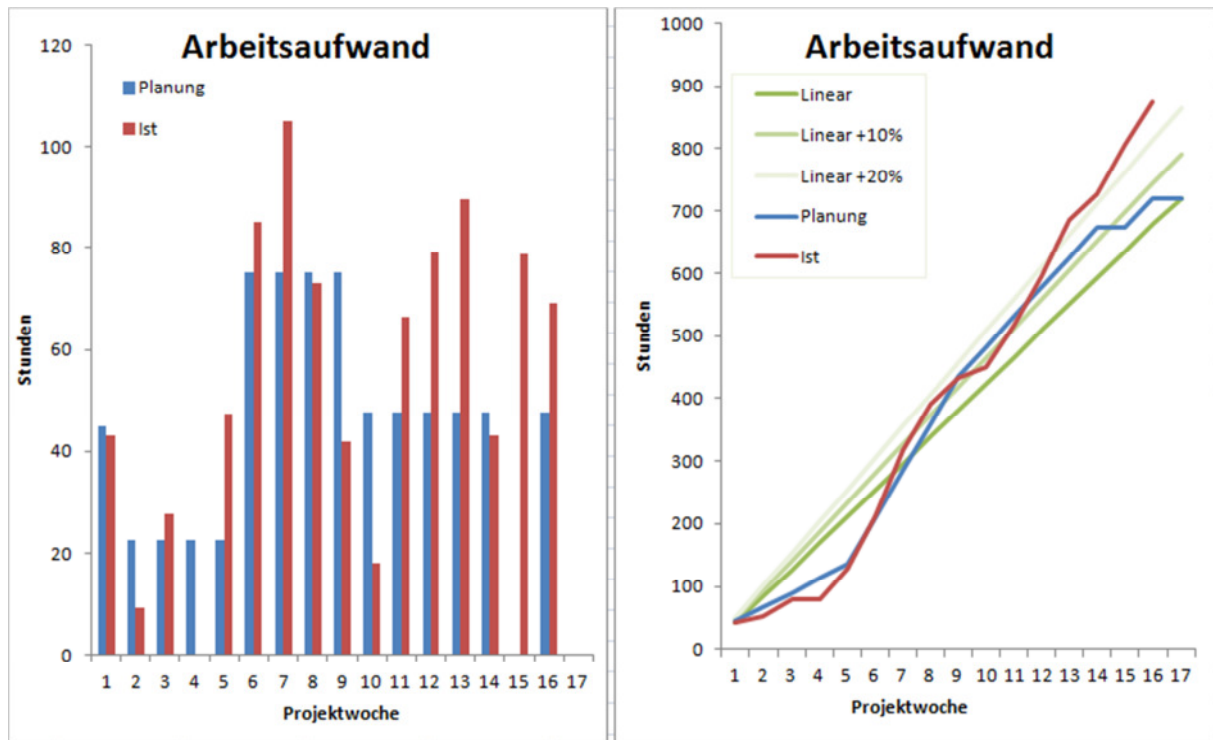 Arbeitsaufwand
Planung
Ist
120
100
80
60
40
20
0
Stunden
1 2 3 4 5 6 7 8 9 10 11 12 13 14 15 16 17
Projektwoche
Arbeitsaufwand
Linear
Linear +10%
Linear +20%
Planung
Ist
1000
900
800
700
600
500
400
300
200
100
0
Stunden
1 2 3 4 5 6 7 8 9 10 11 12 13 14 15 16 17
Projektwoche